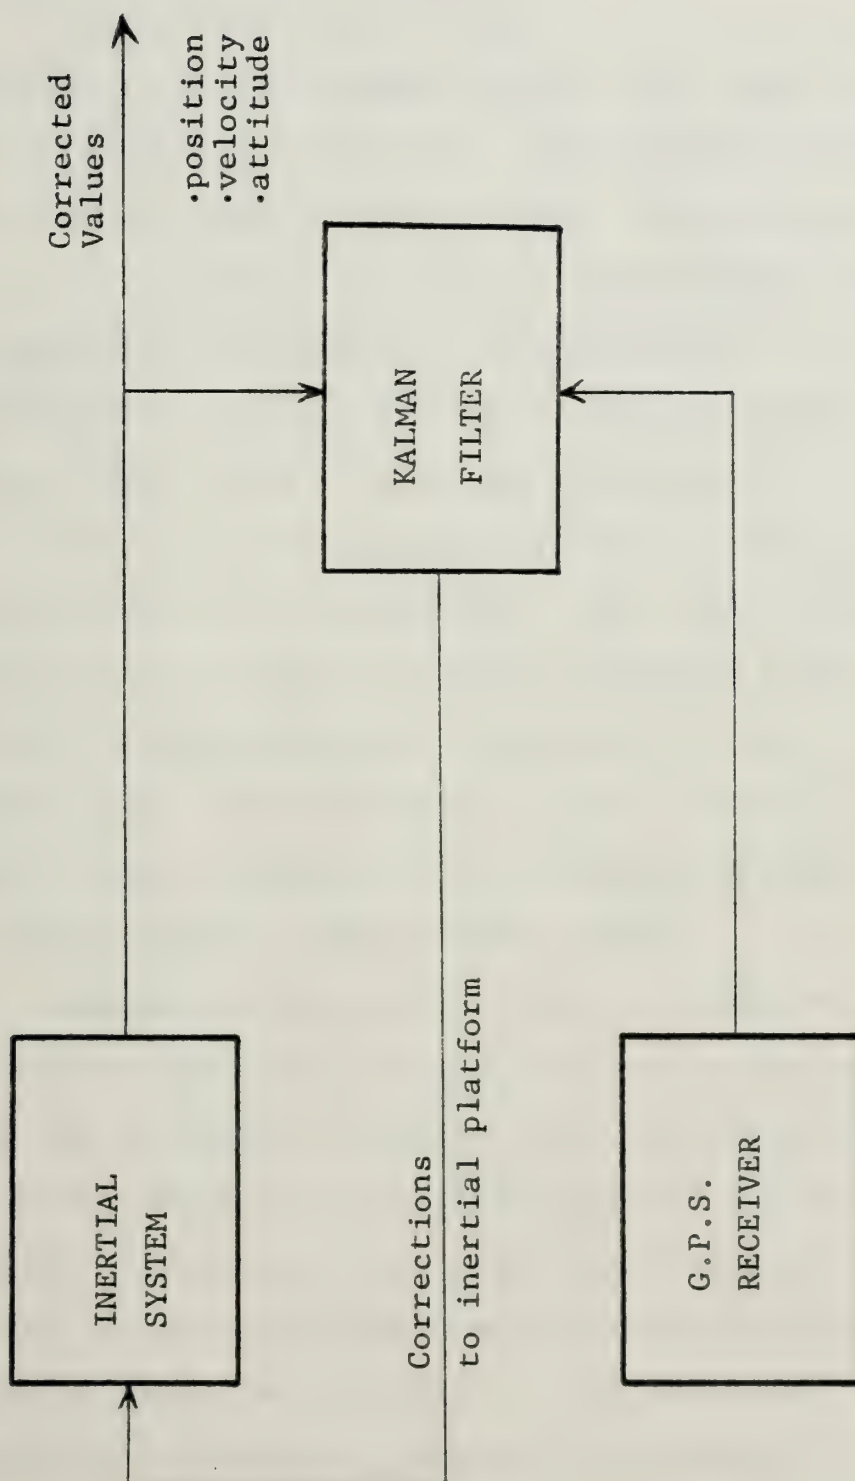 Corrected
Values
•position
•velocity
•attitude
INERTIAL
SYSTEM
KALMAN
FILTER
Corrections
to inertial platform
G.P.S.
RECEIVER